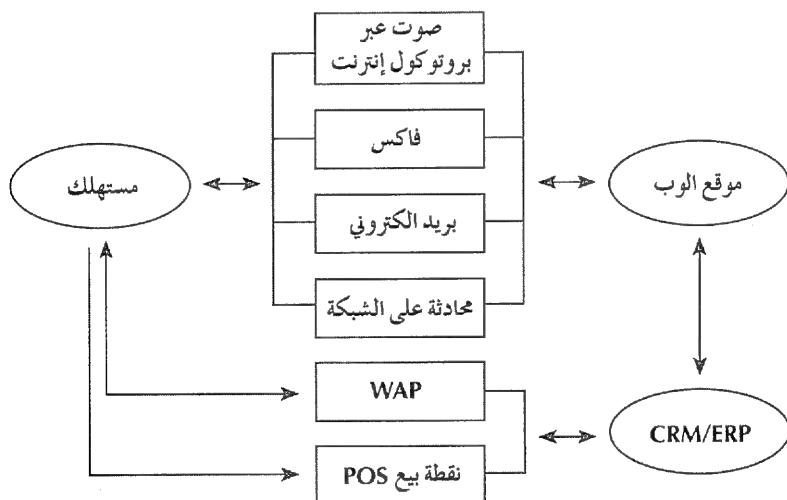 صوت عبر
بروتوكول إنترنت
فاكس
مستهلك
موقع الوب
بريد الكتروني
محادثة على الشبكة
WAP
CRM/ERP
نقطة بيع POS